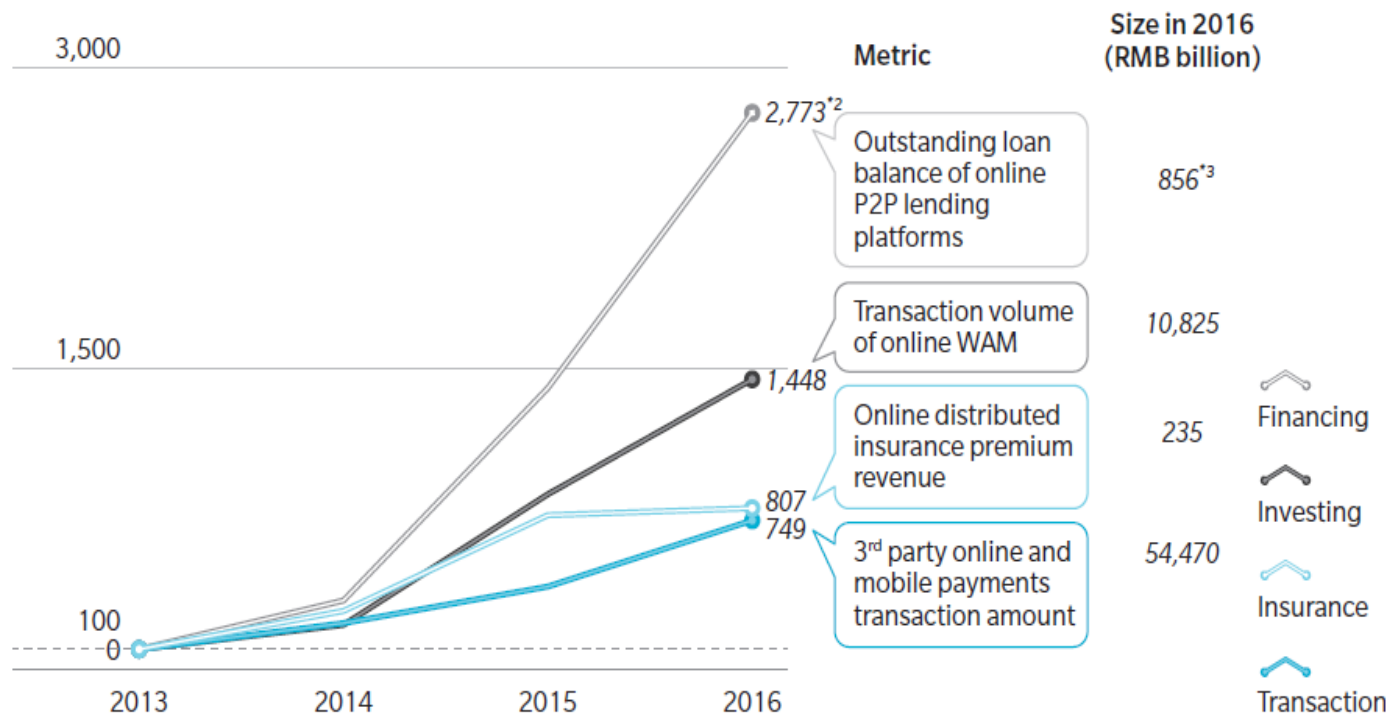 Size in 2016
(RMB billion)
Metric
3,000
2,773*2
Outstanding loan
balance of online
P2P lending
platforms
856*3
Transaction volume
of online WAM
10,825
1,500
1,448
Online distributed
insurance premium
revenue
235
807
749
3rd party online and
mobile payments
transaction amount
54,470
100
0
2013
2014
2015
2016
Financing
Investing
Insurance
Transaction